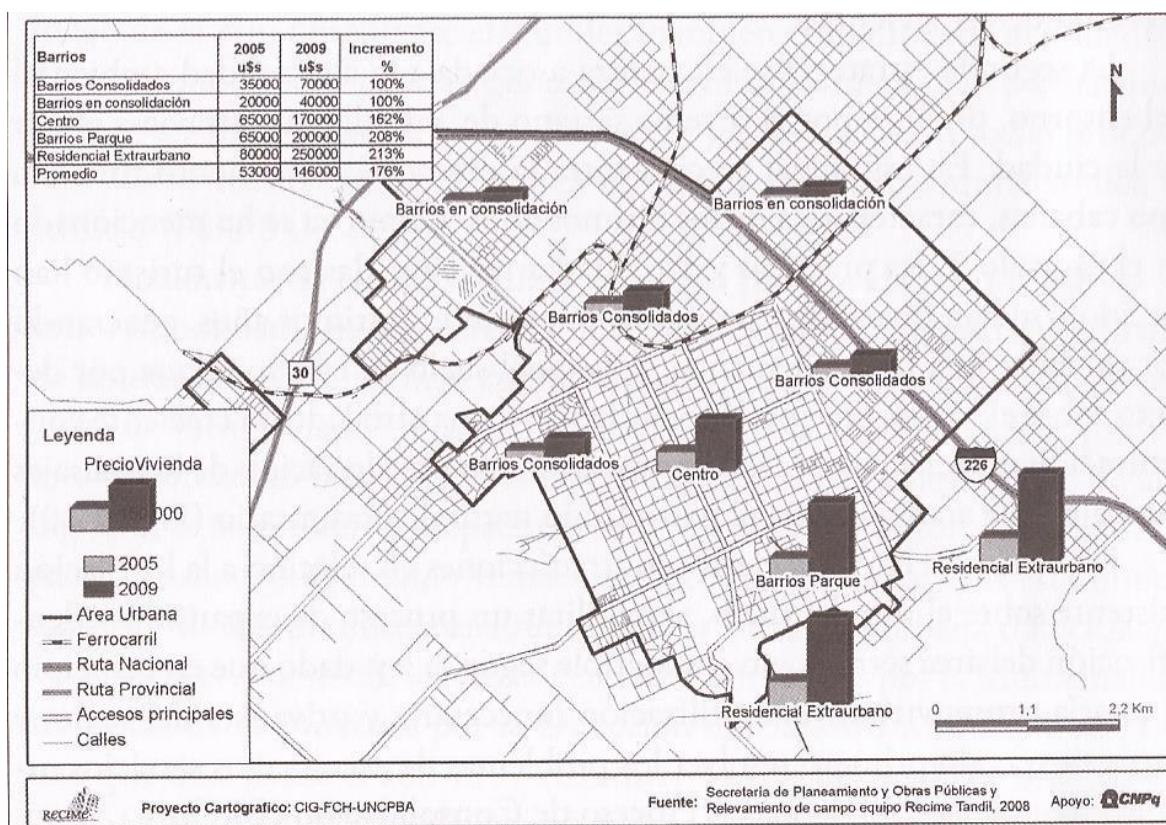 Barrios 2005 u$s 2009 u$s Incremento %
Barrios Consolidados 35000 70000 100%
Barrios en consolidación 20000 40000 100%
Centro 65000 170000 162%
Barrios Parque 65000 200000 208%
Residencial Extraurbano 80000 250000 213%
Promedio 53000 146000 176%
N
Barrios en consolidación
Barrios en consolidación
Barrios Consolidados
30
Barrios Consolidados
Barrios Consolidados
Centro
226
Barrios Parque
Residencial Extraurbano
Residencial Extraurbano
Leyenda
PrecioVivienda
2005
2009
Area Urbana
Ferrocarril
Ruta Nacional
Ruta Provincial
Accesos principales
Calles
0 1,1 2,2 Km
RECIME
Proyecto Cartografico: CIG-FCH-UNCPBA
Fuente: Secretaria de Planeamiento y Obras Públicas y
Relevamiento de campo equipo Recime Tandil, 2008
Apoyo: CNPq